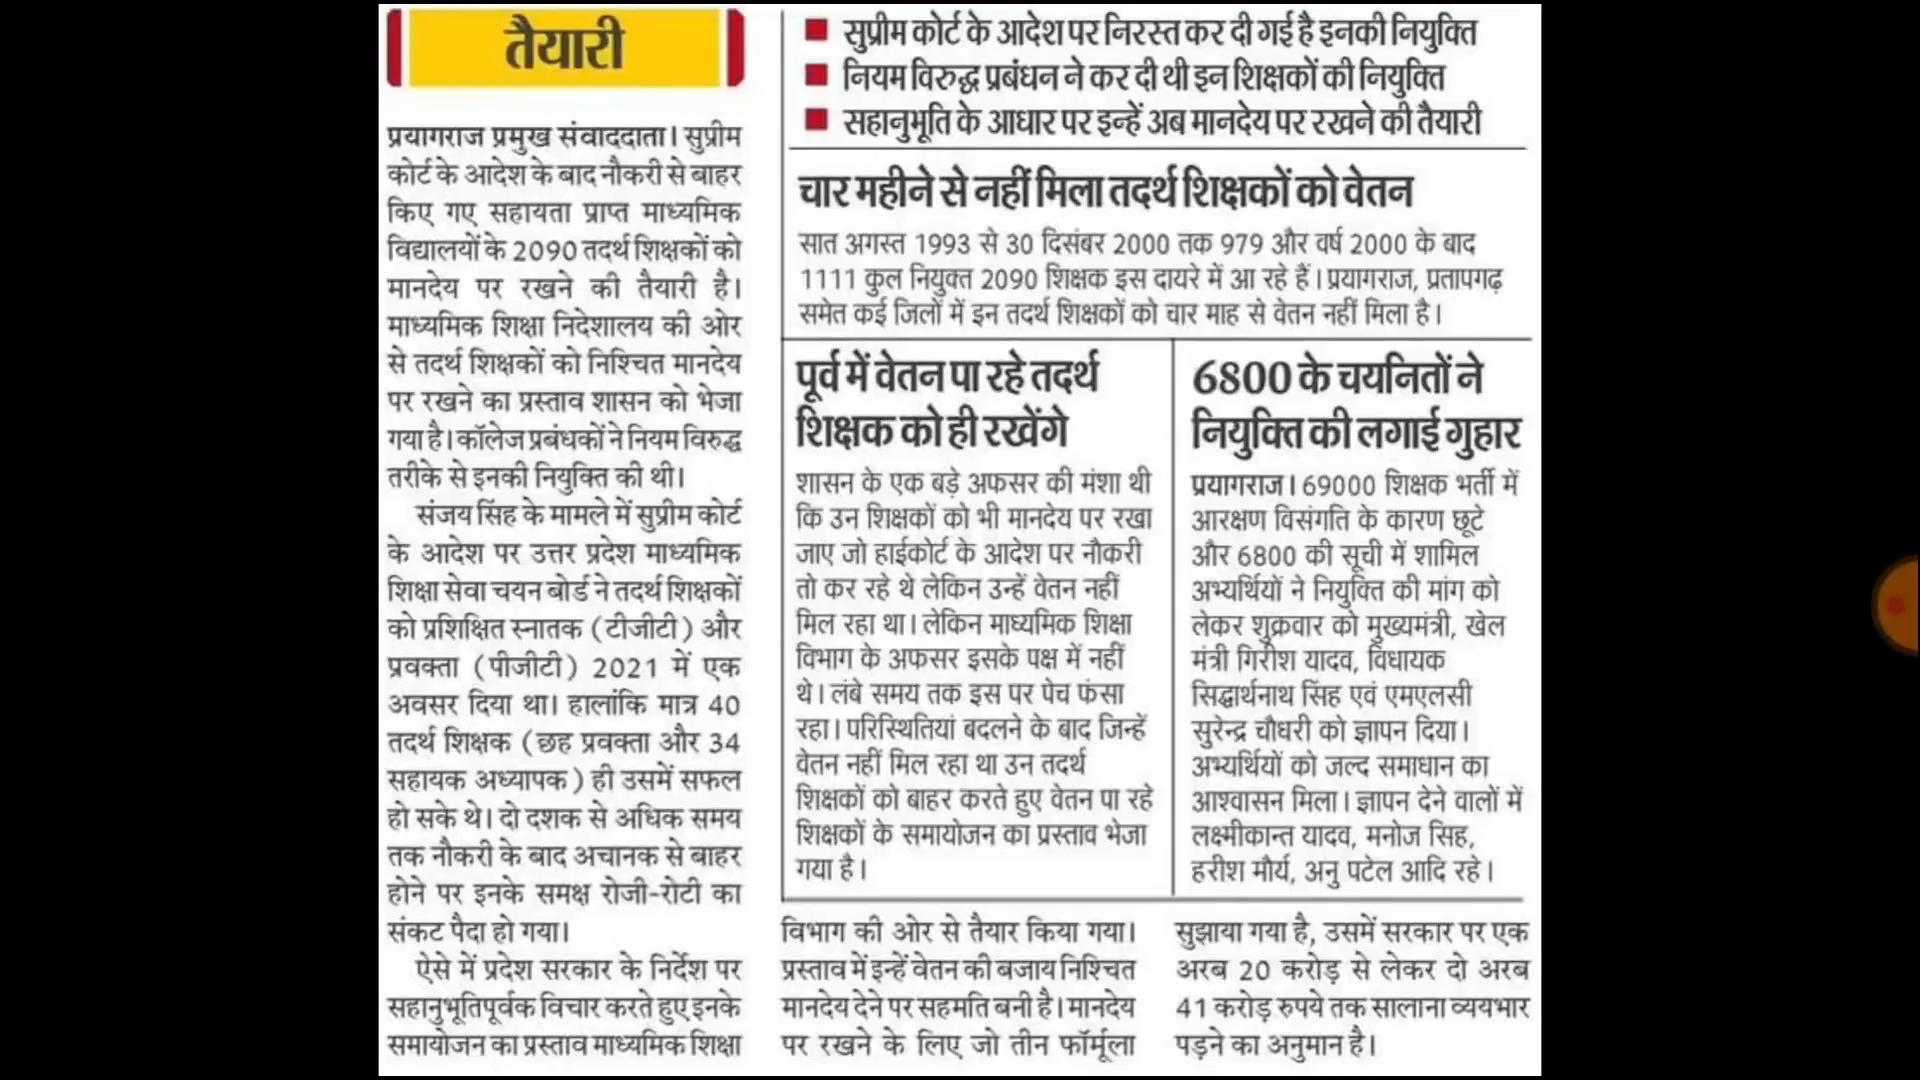 तैयारी
प्रयागराज प्रमुख संवाददाता। सुप्रीम
कोर्ट के आदेश के बाद नौकरी से बाहर
किए गए सहायता प्राप्त माध्यमिक
विद्यालयों के 2090 तदर्थ शिक्षकों को
मानदेय पर रखने की तैयारी है।
माध्यमिक शिक्षा निदेशालय की ओर
से तदर्थ शिक्षकों को निश्चित मानदेय
पर रखने का प्रस्ताव शासन को भेजा
गया है। कॉलेज प्रबंधकों ने नियम विरुद्ध
तरीके से इनकी नियुक्ति की थी।
संजय सिंह के मामले में सुप्रीम कोर्ट
के आदेश पर उत्तर प्रदेश माध्यमिक
शिक्षा सेवा चयन बोर्ड ने तदर्थ शिक्षकों
को प्रशिक्षित स्नातक (टीजीटी) और
प्रवक्ता (पीजीटी) 2021 में एक
अवसर दिया था। हालांकि मात्र 40
तदर्थ शिक्षक (छह प्रवक्ता और 34
सहायक अध्यापक) ही उसमें सफल
हो सके थे। दो दशक से अधिक समय
तक नौकरी के बाद अचानक से बाहर
होने पर इनके समक्ष रोजी-रोटी का
संकट पैदा हो गया।
ऐसे में प्रदेश सरकार के निर्देश पर
सहानुभूतिपूर्वक विचार करते हुए इनके
समायोजन का प्रस्ताव माध्यमिक शिक्षा
सुप्रीम कोर्ट के आदेश पर निरस्त कर दी गई है इनकी नियुक्ति
नियम विरुद्ध प्रबंधन ने कर दी थी इन शिक्षकों की नियुक्ति
सहानुभूति के आधार पर इन्हें अब मानदेय पर रखने की तैयारी
चार महीने से नहीं मिला तदर्थ शिक्षकों को वेतन
सात अगस्त 1993 से 30 दिसंबर 2000 तक 979 और वर्ष 2000 के बाद
1111 कुल नियुक्त 2090 शिक्षक इस दायरे में आ रहे हैं। प्रयागराज, प्रतापगढ़
समेत कई जिलों में इन तदर्थ शिक्षकों को चार माह से वेतन नहीं मिला है।
पूर्व में वेतन पा रहे तदर्थ
शिक्षक को ही रखेंगे
शासन के एक बड़े अफसर की मंशा थी
कि उन शिक्षकों को भी मानदेय पर रखा
जाए जो हाईकोर्ट के आदेश पर नौकरी
तो कर रहे थे लेकिन उन्हें वेतन नहीं
मिल रहा था। लेकिन माध्यमिक शिक्षा
विभाग के अफसर इसके पक्ष में नहीं
थे। लंबे समय तक इस पर पेच फंसा
रहा। परिस्थितियां बदलने के बाद जिन्हें
वेतन नहीं मिल रहा था उन तदर्थ
शिक्षकों को बाहर करते हुए वेतन पा रहे
शिक्षकों के समायोजन का प्रस्ताव भेजा
गया है।
6800 के चयनितों ने
नियुक्ति की लगाई गुहार
प्रयागराज। 69000 शिक्षक भर्ती में
आरक्षण विसंगति के कारण छूटे
और 6800 की सूची में शामिल
अभ्यर्थियों ने नियुक्ति की मांग को
लेकर शुक्रवार को मुख्यमंत्री, खेल
मंत्री गिरीश यादव, विधायक
सिद्धार्थनाथ सिंह एवं एमएलसी
सुरेन्द्र चौधरी को ज्ञापन दिया।
अभ्यर्थियों को जल्द समाधान का
आश्वासन मिला। ज्ञापन देने वालों में
लक्ष्मीकान्त यादव, मनोज सिंह,
हरीश मौर्य, अनु पटेल आदि रहे।
विभाग की ओर से तैयार किया गया।
प्रस्ताव में इन्हें वेतन की बजाय निश्चित
मानदेय देने पर सहमति बनी है। मानदेय
पर रखने के लिए जो तीन फॉर्मूला
सुझाया गया है, उसमें सरकार पर एक
अरब 20 करोड़ से लेकर दो अरब
41 करोड़ रुपये तक सालाना व्ययभार
पड़ने का अनुमान है।